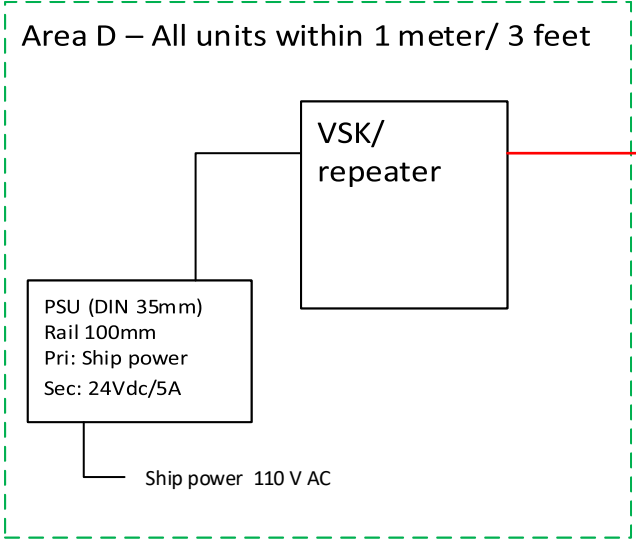 Area D – All units within 1 meter/ 3 feet
VSK/
repeater
PSU (DIN 35mm)
Rail 100mm
Pri: Ship power
Sec: 24Vdc/5A
Ship power 110 V AC